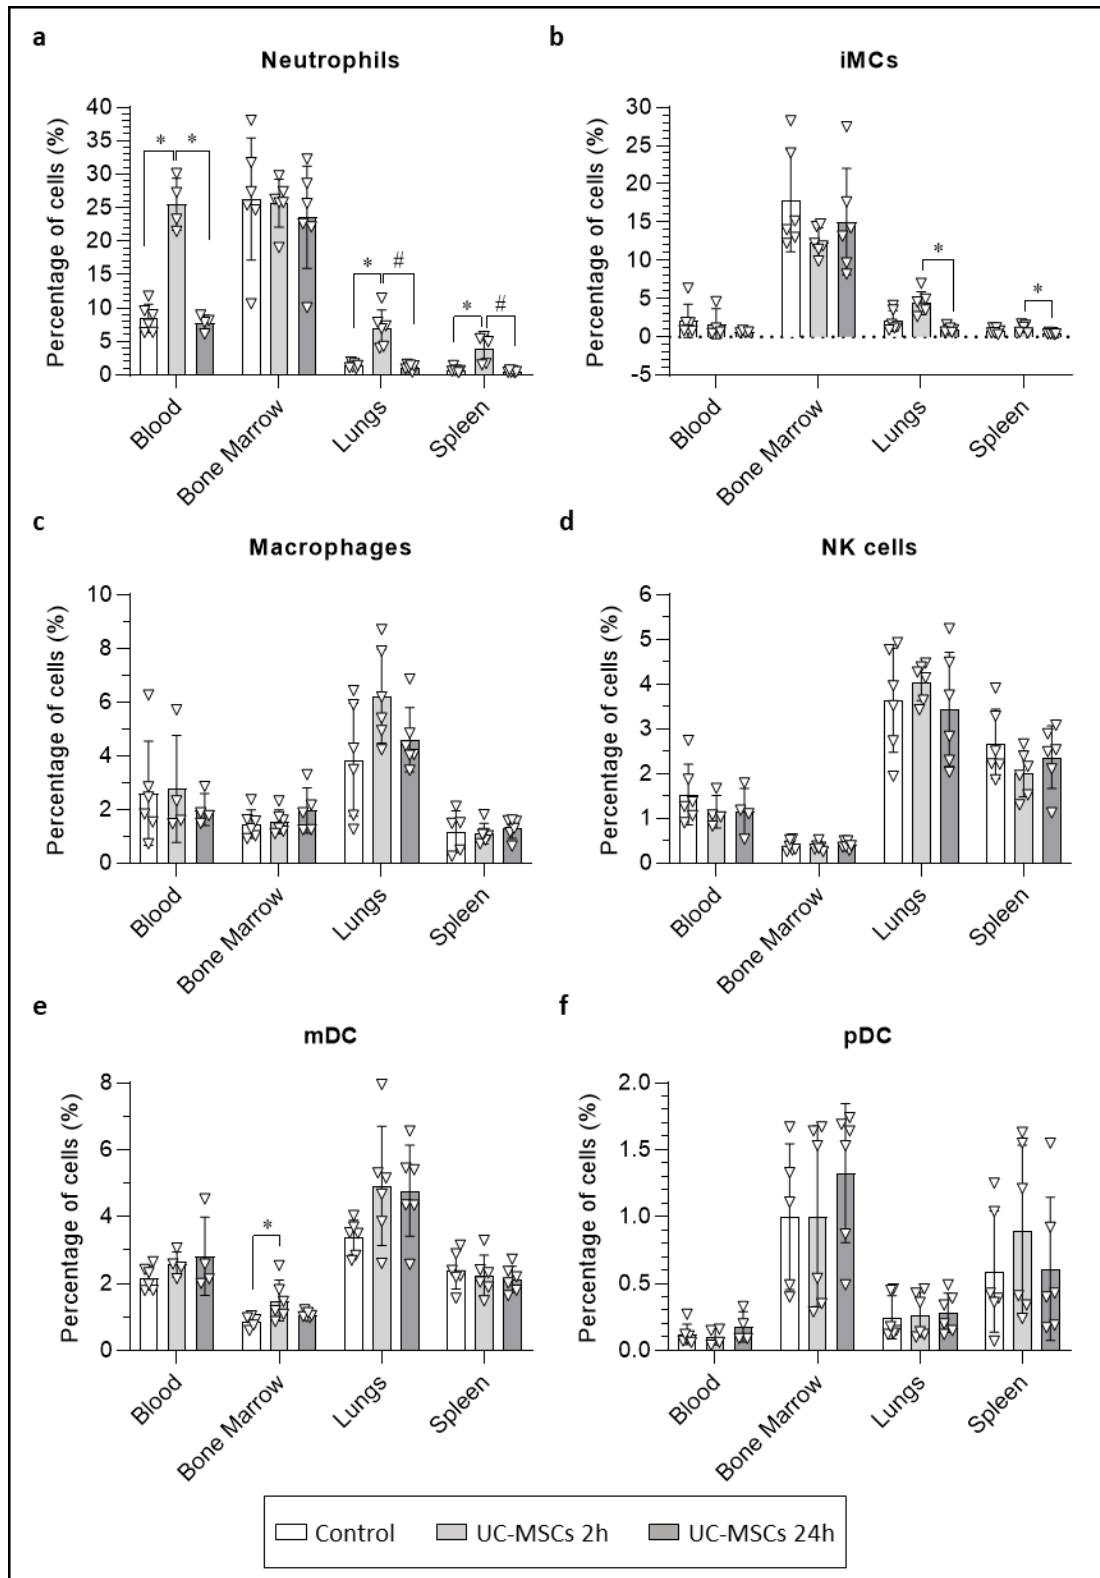 a
Neutrophils
Percentage of cells (%)
40
35
30
25
20
15
10
5
0
* *
* #
* #
Blood
Bone Marrow
Lungs
Spleen
b
iMCs
Percentage of cells (%)
30
25
20
15
10
5
0
-5
*
*
Blood
Bone Marrow
Lungs
Spleen
c
Macrophages
Percentage of cells (%)
10
8
6
4
2
0
Blood
Bone Marrow
Lungs
Spleen
d
NK cells
Percentage of cells (%)
6
5
4
3
2
1
0
Blood
Bone Marrow
Lungs
Spleen
e
mDC
Percentage of cells (%)
8
6
4
2
0
*
Blood
Bone Marrow
Lungs
Spleen
f
pDC
Percentage of cells (%)
2.0
1.5
1.0
0.5
0.0
Blood
Bone Marrow
Lungs
Spleen
Control UC-MSCs 2h UC-MSCs 24h